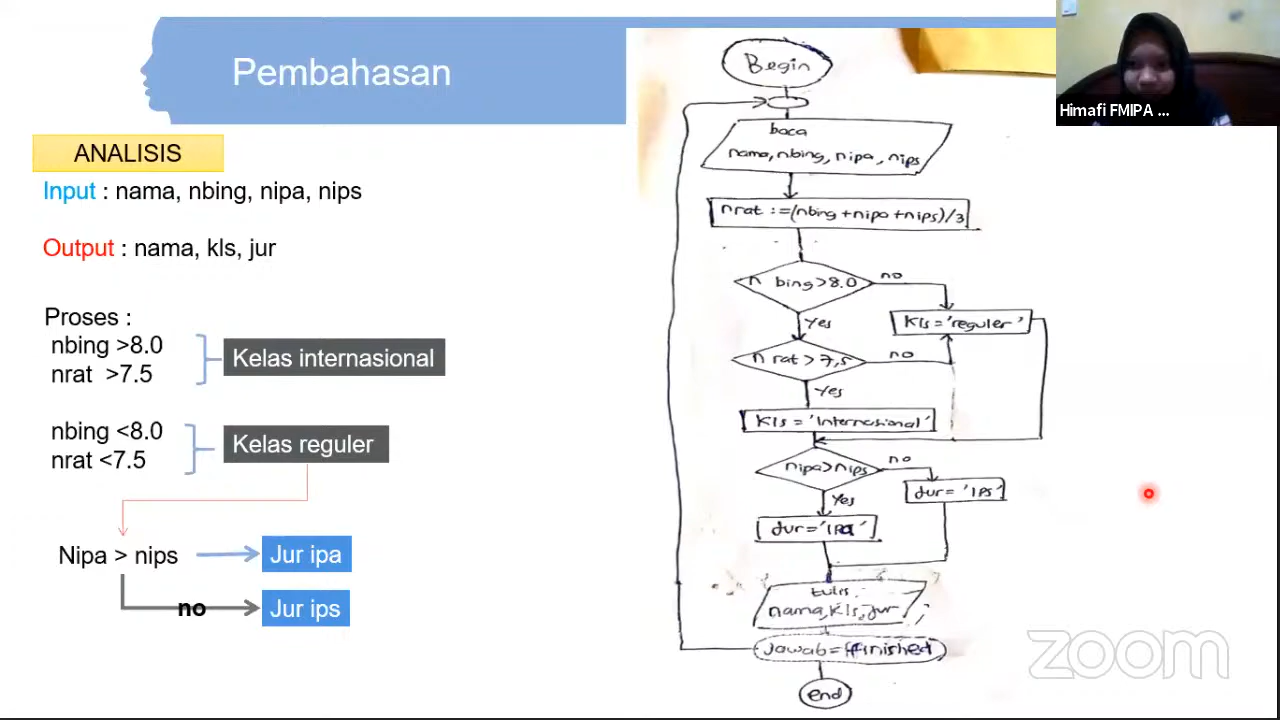 Pembahasan
ANALISIS
Input : nama, nbing, nipa, nips
Output : nama, kls, jur
Proses :
nbing >8.0
nrat >7.5
Kelas internasional
nbing <8.0
nrat <7.5
Kelas reguler
Nipa > nips
Jur ipa
no
Jur ips
Begin
baca
nama, nbing, nipa, nips
nrat :=(nbing +nipa +nips)/3
n bing>8.0
no
Yes
Kls = 'reguler'
n rat > 7,5
no
Yes
Kls = 'Internasional'
nipa>nips
no
Yes
Jur = 'IPS'
Jur = 'IPA'
tulis
nama, kls, jur
Jawab = finished
end
Himafi FMIPA ...
zoom